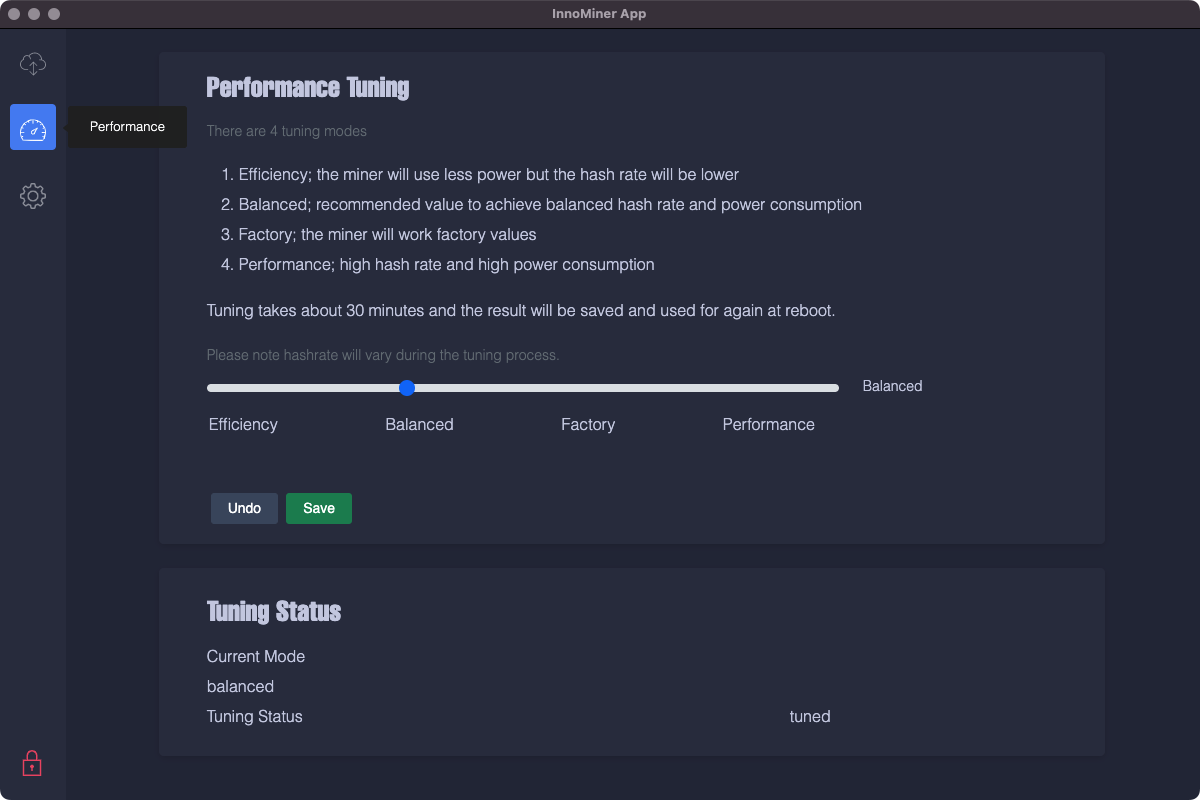 InnoMiner App
Performance
Performance Tuning
There are 4 tuning modes
1. Efficiency; the miner will use less power but the hash rate will be lower
2. Balanced; recommended value to achieve balanced hash rate and power consumption
3. Factory; the miner will work factory values
4. Performance; high hash rate and high power consumption
Tuning takes about 30 minutes and the result will be saved and used for again at reboot.
Please note hashrate will vary during the tuning process.
Balanced
Efficiency Balanced Factory Performance
Undo Save
Tuning Status
Current Mode
balanced
Tuning Status tuned